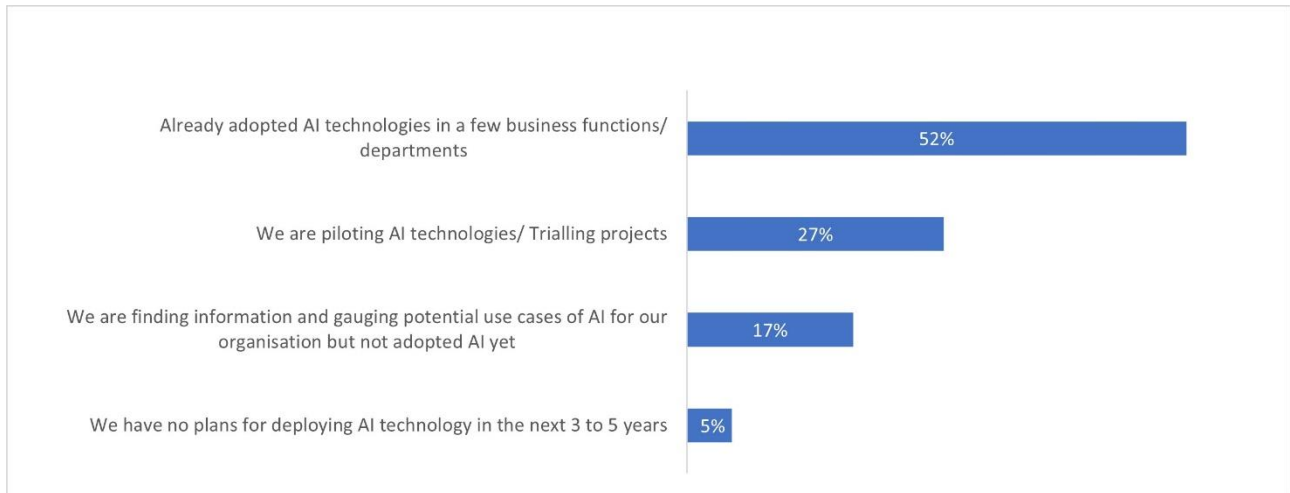 Already adopted AI technologies in a few business functions/
departments
52%
We are piloting AI technologies/ Trialling projects
27%
We are finding information and gauging potential use cases of AI for our
organisation but not adopted AI yet
17%
We have no plans for deploying AI technology in the next 3 to 5 years
5%